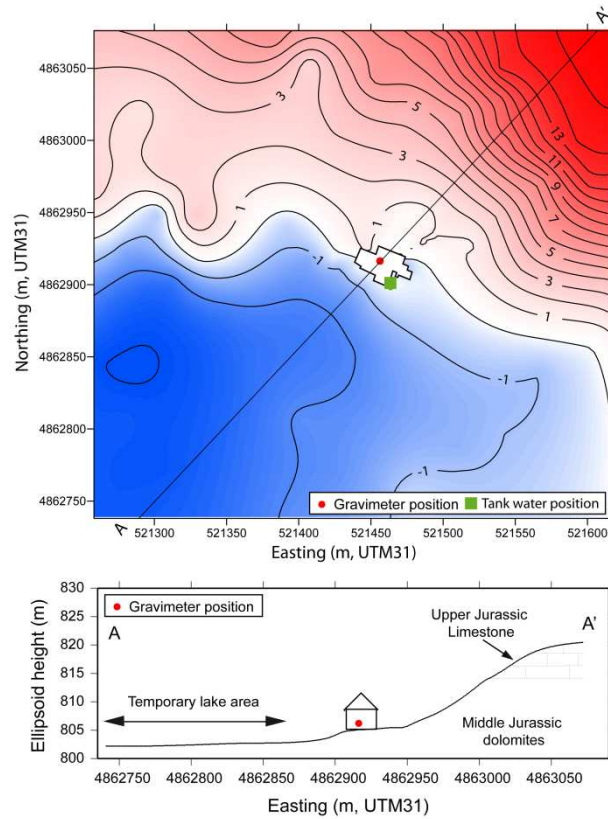 A'
4863050
4863000
4862950
4862900
4862850
4862800
4862750
Northing (m, UTM31)
3
5
3
13
11
9
7
5
3
1
1
1
-1
-1
-1
Gravimeter position
Tank water position
A
521300
521350
521400
521450
521500
521550
521600
Easting (m, UTM31)
830
825
820
815
810
805
800
Ellipsoid height (m)
Gravimeter position
A
A'
Upper Jurassic
Limestone
Temporary lake area
Middle Jurassic
dolomites
4862750
4862800
4862850
4862900
4862950
4863000
4863050
Easting (m, UTM31)